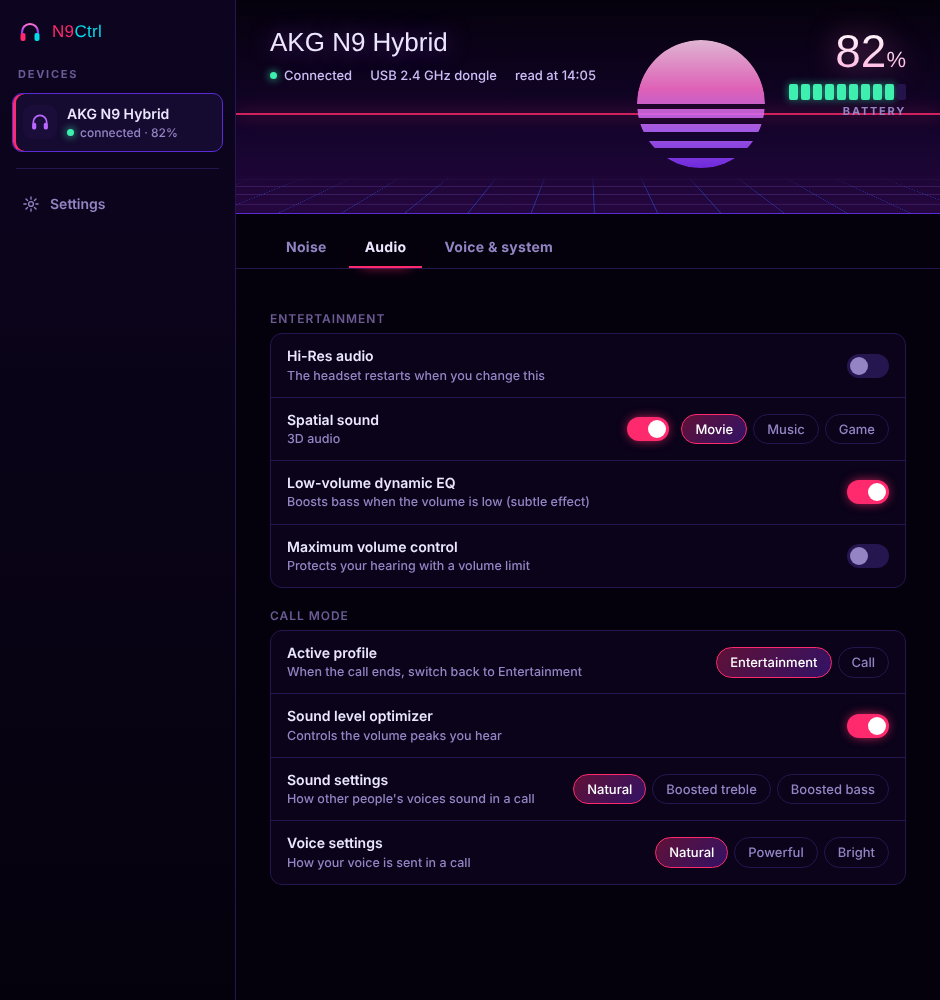 N9Ctrl
DEVICES
AKG N9 Hybrid
connected · 82%
Settings
AKG N9 Hybrid
Connected USB 2.4 GHz dongle read at 14:05
82%
BATTERY
Noise Audio Voice & system
ENTERTAINMENT
Hi-Res audio
The headset restarts when you change this
Spatial sound
3D audio
Movie Music Game
Low-volume dynamic EQ
Boosts bass when the volume is low (subtle effect)
Maximum volume control
Protects your hearing with a volume limit
CALL MODE
Active profile
When the call ends, switch back to Entertainment
Entertainment Call
Sound level optimizer
Controls the volume peaks you hear
Sound settings
How other people's voices sound in a call
Natural Boosted treble Boosted bass
Voice settings
How your voice is sent in a call
Natural Powerful Bright